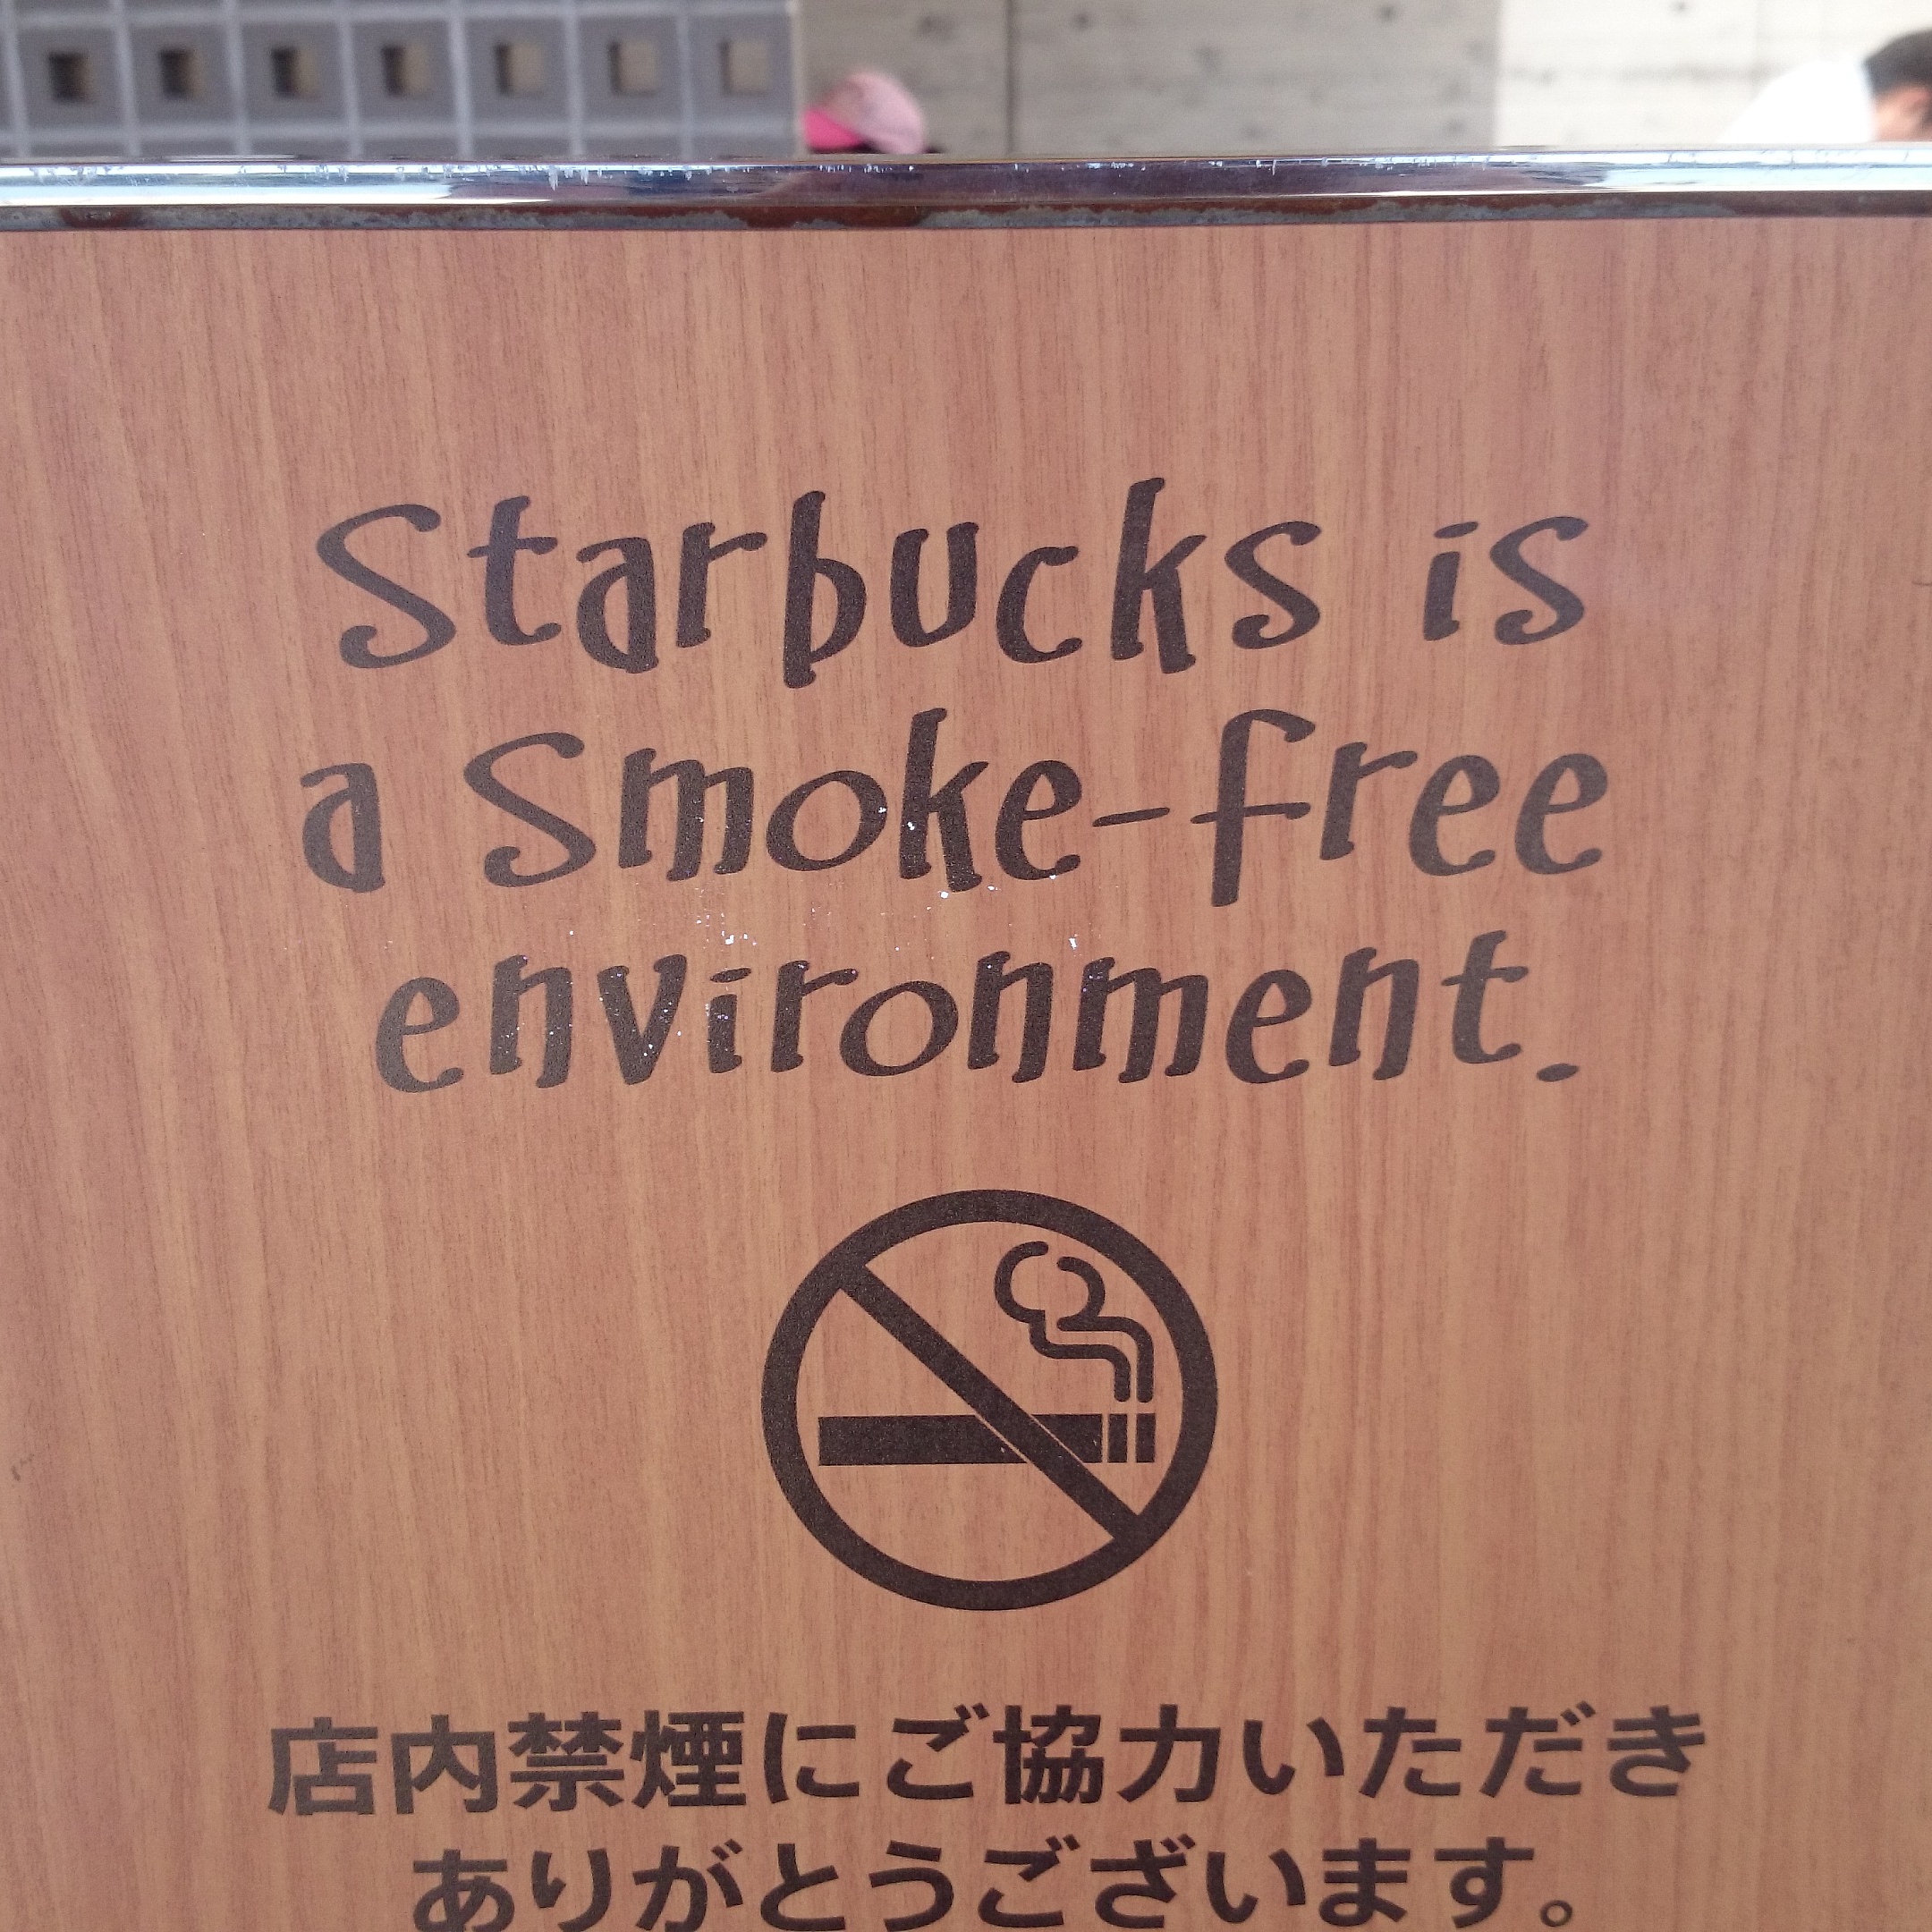 Starbucks is
a Smoke-free
environment.
店内禁煙にご協力いただき
ありがとうございます。